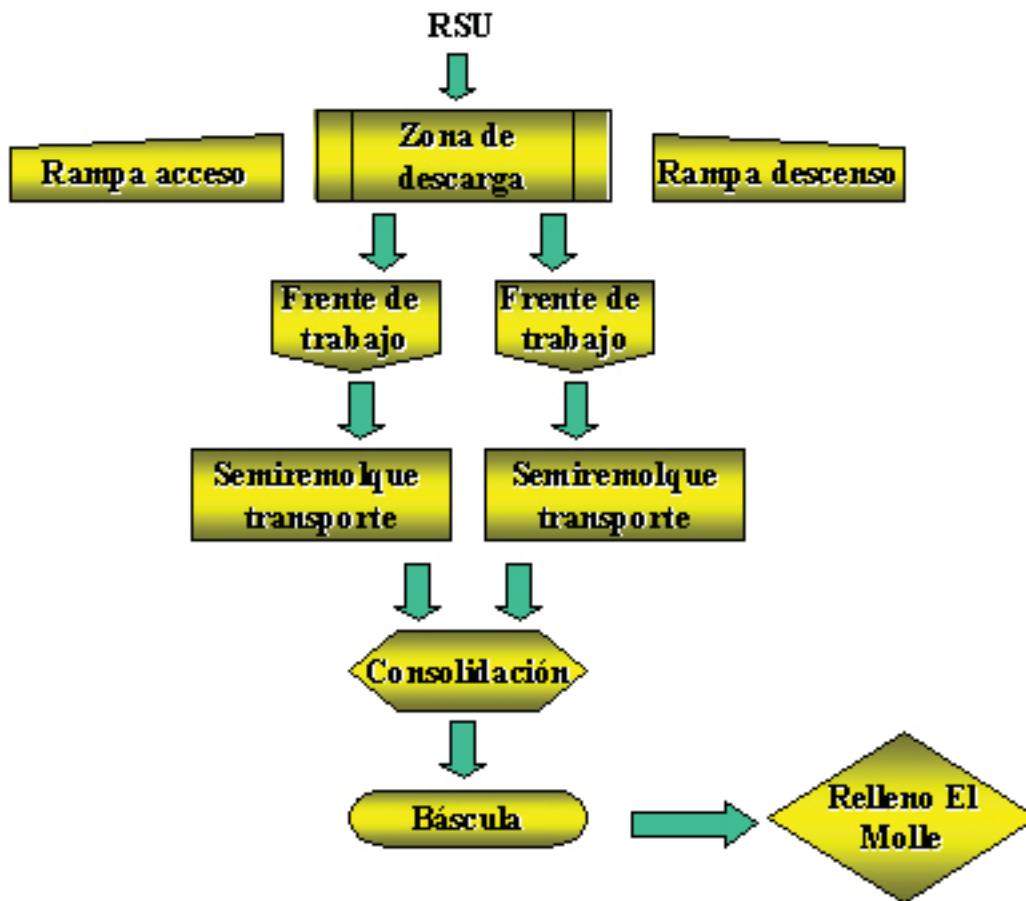 RSU
Rampa acceso
Zona de
descarga
Rampa descenso
Frente de
trabajo
Frente de
trabajo
Semiremolque
transporte
Semiremolque
transporte
Consolidación
Báscula
Relleno El
Molle